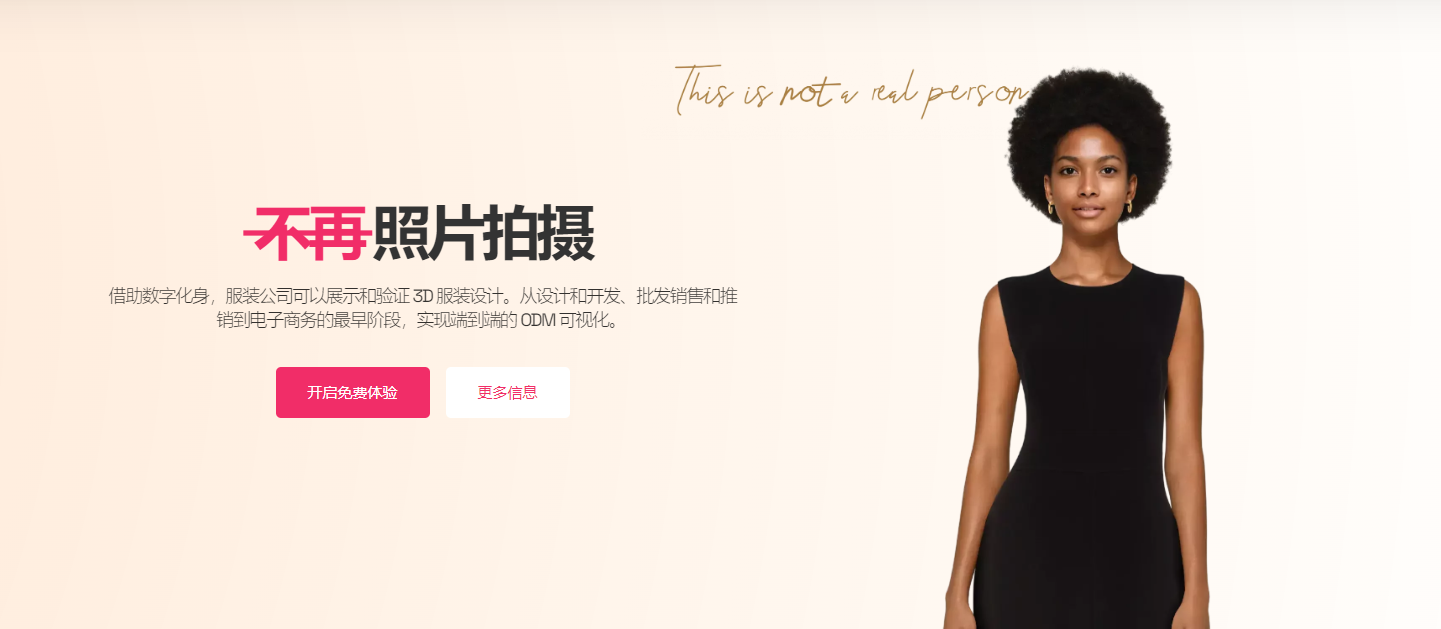 This is not a real person
不再 照片拍摄
借助数字化身，服装公司可以展示和验证 3D 服装设计。从设计和开发、批发销售和推
销到电子商务的最早阶段，实现端到端的 ODM 可视化。
开启免费体验
更多信息